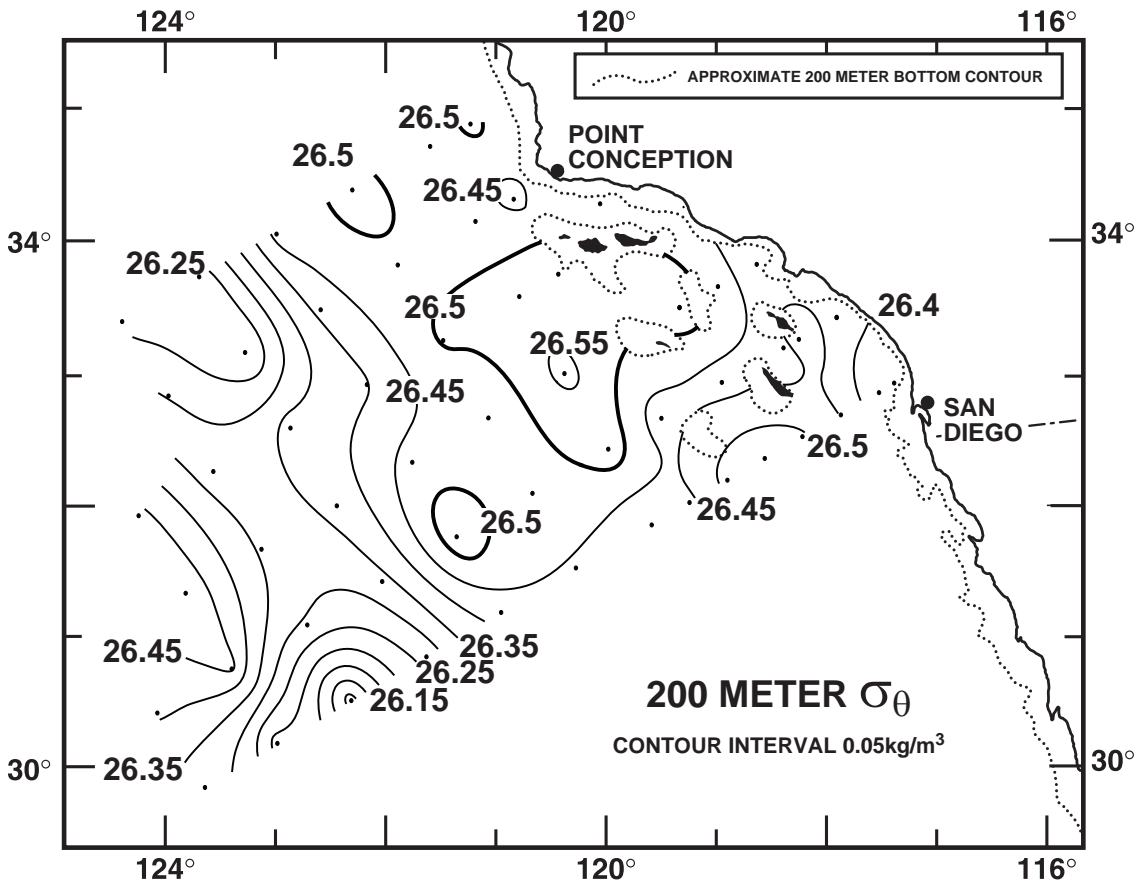 124° 120° 116°
APPROXIMATE 200 METER BOTTOM CONTOUR
26.5
POINT
CONCEPTION
26.5
26.45
34° 34°
26.25
26.5
26.4
26.55
26.45
SAN
DIEGO
26.5
26.45
26.5
26.35
26.45
26.25
26.15
200 METER σθ
CONTOUR INTERVAL 0.05kg/m³
26.35
30° 30°
124° 120° 116°